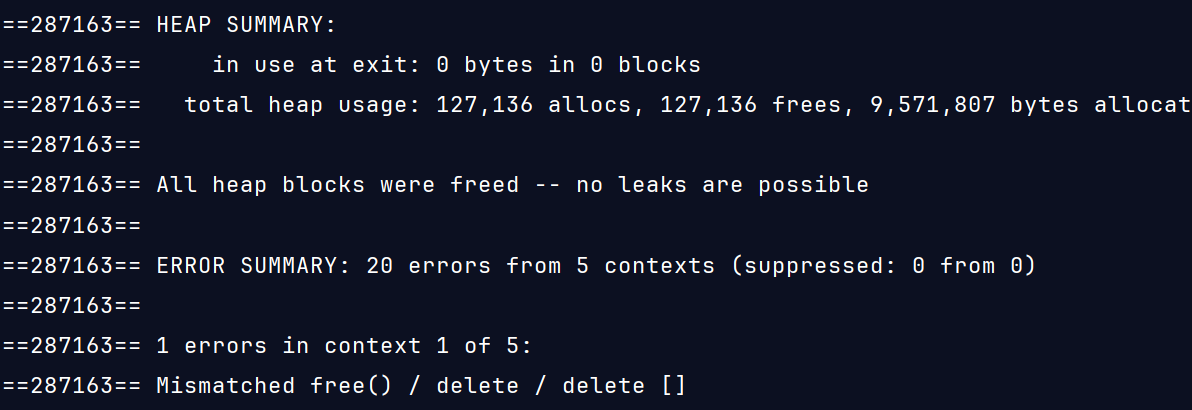 ==287163== HEAP SUMMARY:
==287163==     in use at exit: 0 bytes in 0 blocks
==287163==   total heap usage: 127,136 allocs, 127,136 frees, 9,571,807 bytes allocat
==287163==
==287163== All heap blocks were freed -- no leaks are possible
==287163==
==287163== ERROR SUMMARY: 20 errors from 5 contexts (suppressed: 0 from 0)
==287163==
==287163== 1 errors in context 1 of 5:
==287163== Mismatched free() / delete / delete []